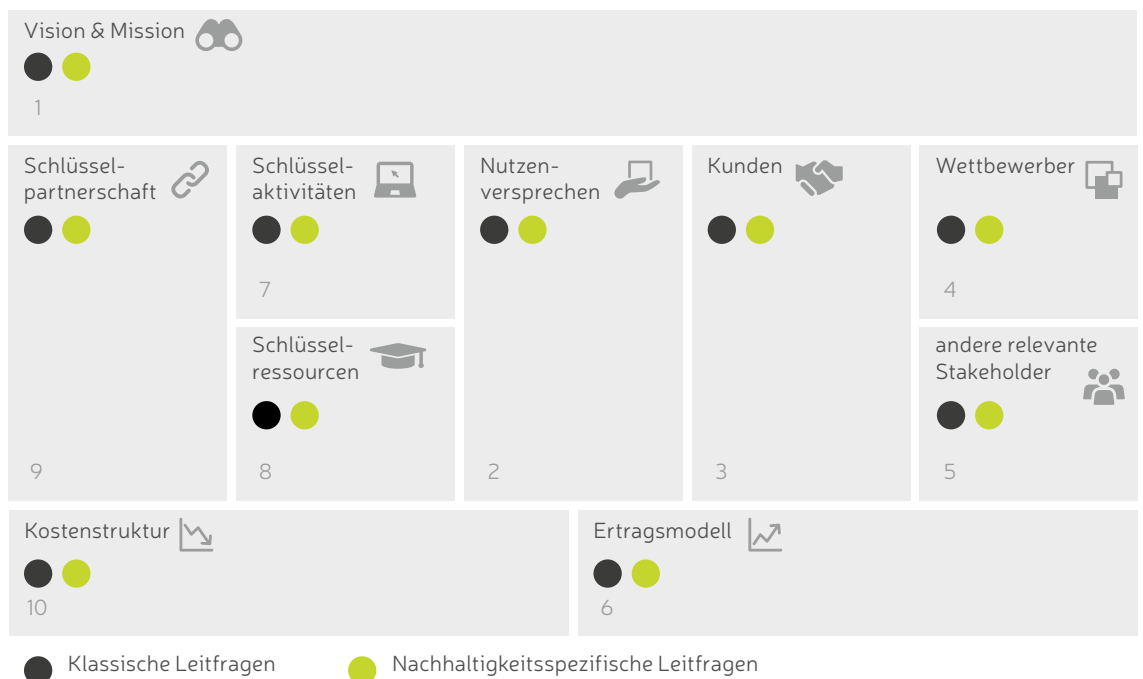 Vision & Mission
1
Schlüssel-
partnerschaft
9
Schlüssel-
aktivitäten
7
Schlüssel-
ressourcen
8
Nutzen-
versprechen
2
Kunden
3
Wettbewerber
4
andere relevante
Stakeholder
5
Kostenstruktur
10
Ertragsmodell
6
Klassische Leitfragen
Nachhaltigkeitsspezifische Leitfragen